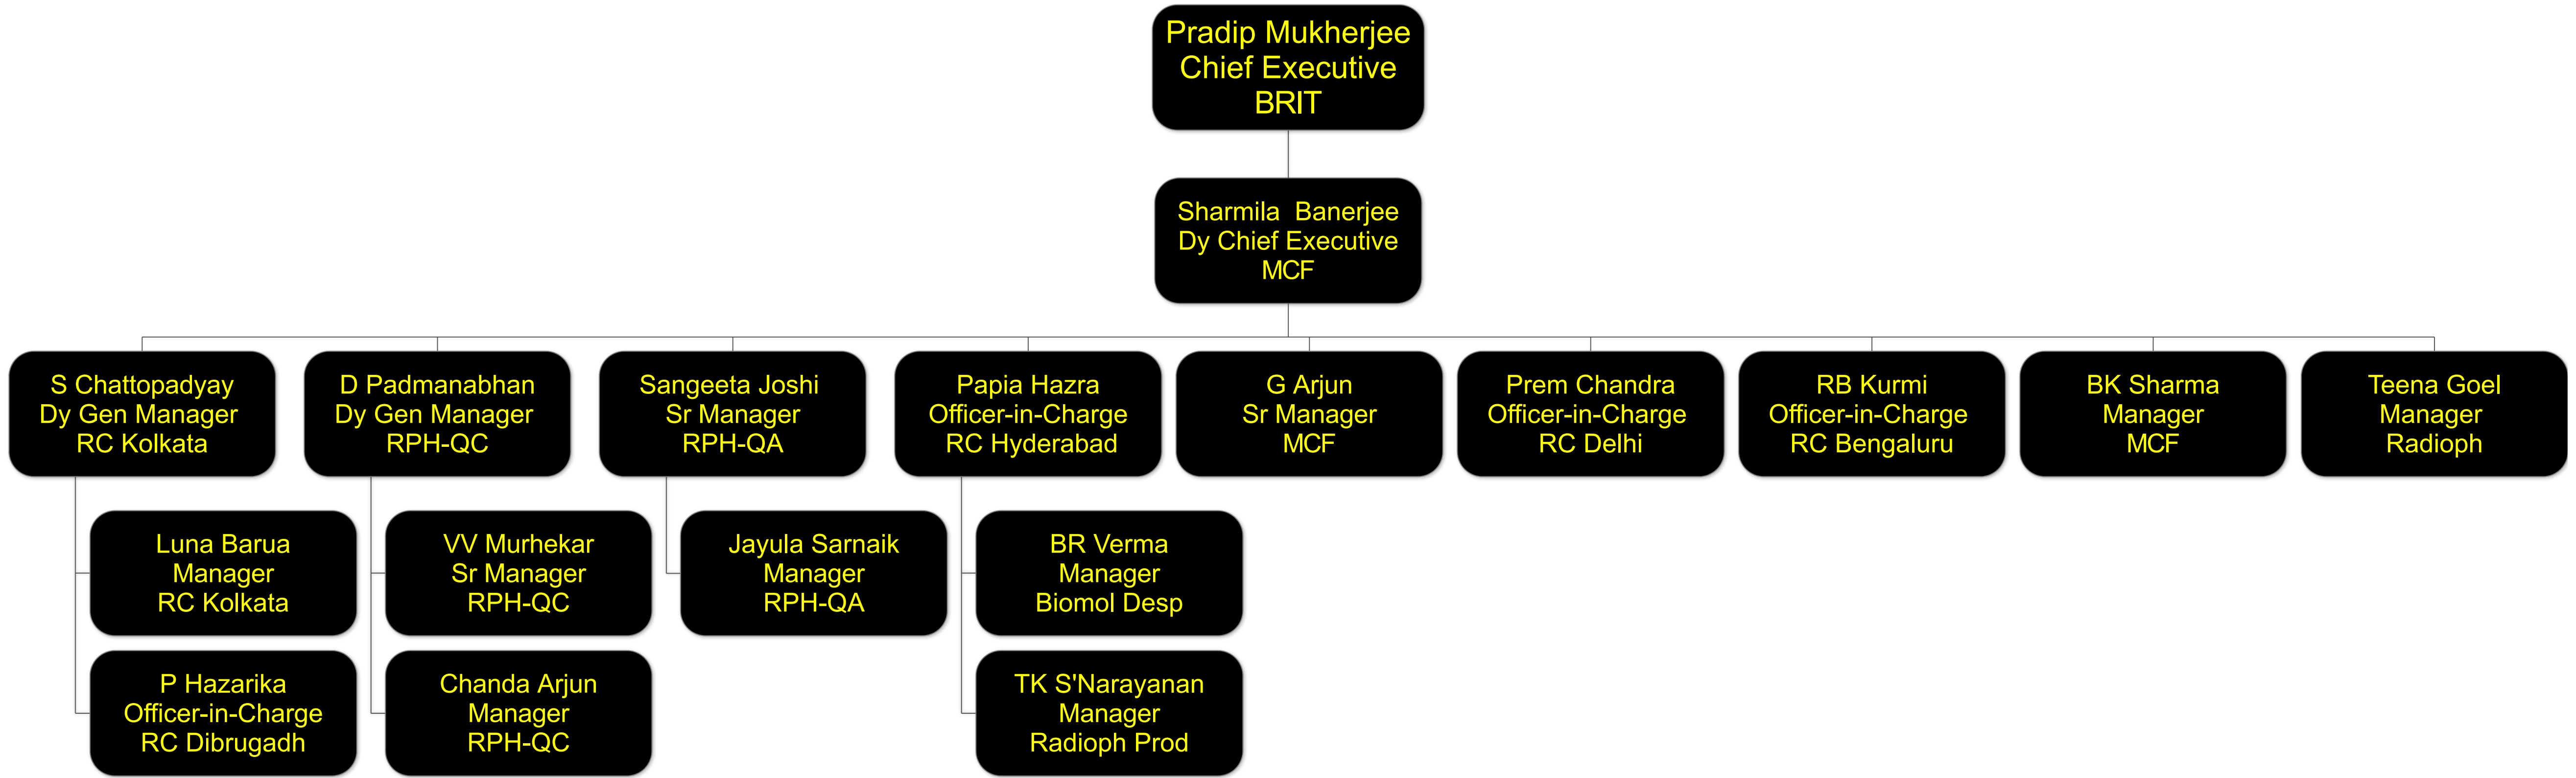 Pradip Mukherjee
Chief Executive
BRIT
Sharmila  Banerjee
Dy Chief Executive
MCF
S Chattopadyay
Dy Gen Manager
RC Kolkata
D Padmanabhan
Dy Gen Manager
RPH-QC
Sangeeta Joshi
Sr Manager
RPH-QA
Papia Hazra
Officer-in-Charge
RC Hyderabad
G Arjun
Sr Manager
MCF
Prem Chandra
Officer-in-Charge
RC Delhi
RB Kurmi
Officer-in-Charge
RC Bengaluru
BK Sharma
Manager
MCF
Teena Goel
Manager
Radioph
Luna Barua
Manager
RC Kolkata
VV Murhekar
Sr Manager
RPH-QC
Jayula Sarnaik
Manager
RPH-QA
BR Verma
Manager
Biomol Desp
P Hazarika
Officer-in-Charge
RC Dibrugadh
Chanda Arjun
Manager
RPH-QC
TK S'Narayanan
Manager
Radioph Prod